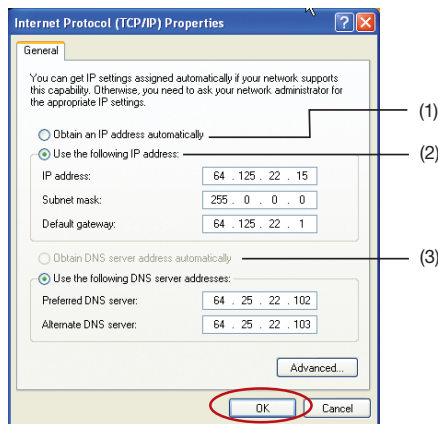 Internet Protocol (TCP/IP) Properties
General
You can get IP settings assigned automatically if your network supports
this capability. Otherwise, you need to ask your network administrator for
the appropriate IP settings.
Obtain an IP address automatically
(1)
Use the following IP address:
(2)
IP address: 64 . 125 . 22 . 15
Subnet mask: 255 . 0 . 0 . 0
Default gateway: 64 . 125 . 22 . 1
Obtain DNS server address automatically
(3)
Use the following DNS server addresses:
Preferred DNS server: 64 . 25 . 22 . 102
Alternate DNS server: 64 . 25 . 22 . 103
Advanced...
OK Cancel